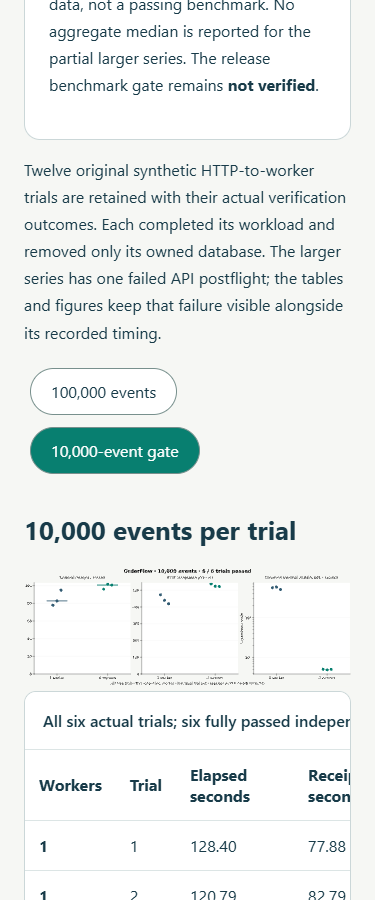 data, not a passing benchmark. No
aggregate median is reported for the
partial larger series. The release
benchmark gate remains not verified.
Twelve original synthetic HTTP-to-worker
trials are retained with their actual verification
outcomes. Each completed its workload and
removed only its owned database. The larger
series has one failed API postflight; the tables
and figures keep that failure visible alongside
its recorded timing.
100,000 events
10,000-event gate
10,000 events per trial
OrderFlow · 10,000 events · 6 / 6 trials passed
All six actual trials; six fully passed
Workers Trial Elapsed seconds
1 1 128.40 77.88
1 2 120.79 82.79